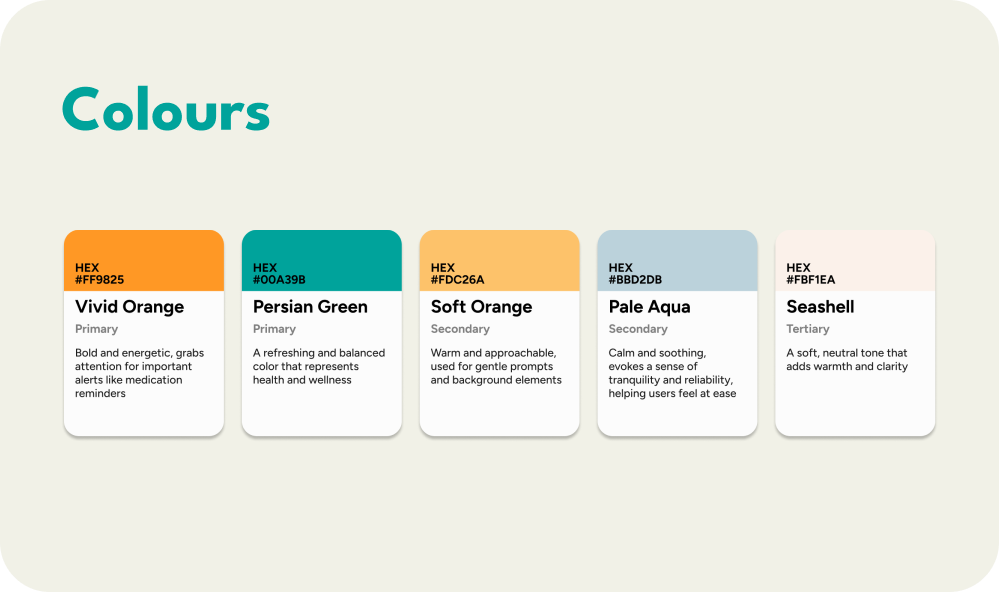 Colours
HEX
#FF9825
Vivid Orange
Primary
Bold and energetic, grabs
attention for important
alerts like medication
reminders
HEX
#00A39B
Persian Green
Primary
A refreshing and balanced
color that represents
health and wellness
HEX
#FDC26A
Soft Orange
Secondary
Warm and approachable,
used for gentle prompts
and background elements
HEX
#BBD2DB
Pale Aqua
Secondary
Calm and soothing,
evokes a sense of
tranquility and reliability,
helping users feel at ease
HEX
#FBF1EA
Seashell
Tertiary
A soft, neutral tone that
adds warmth and clarity